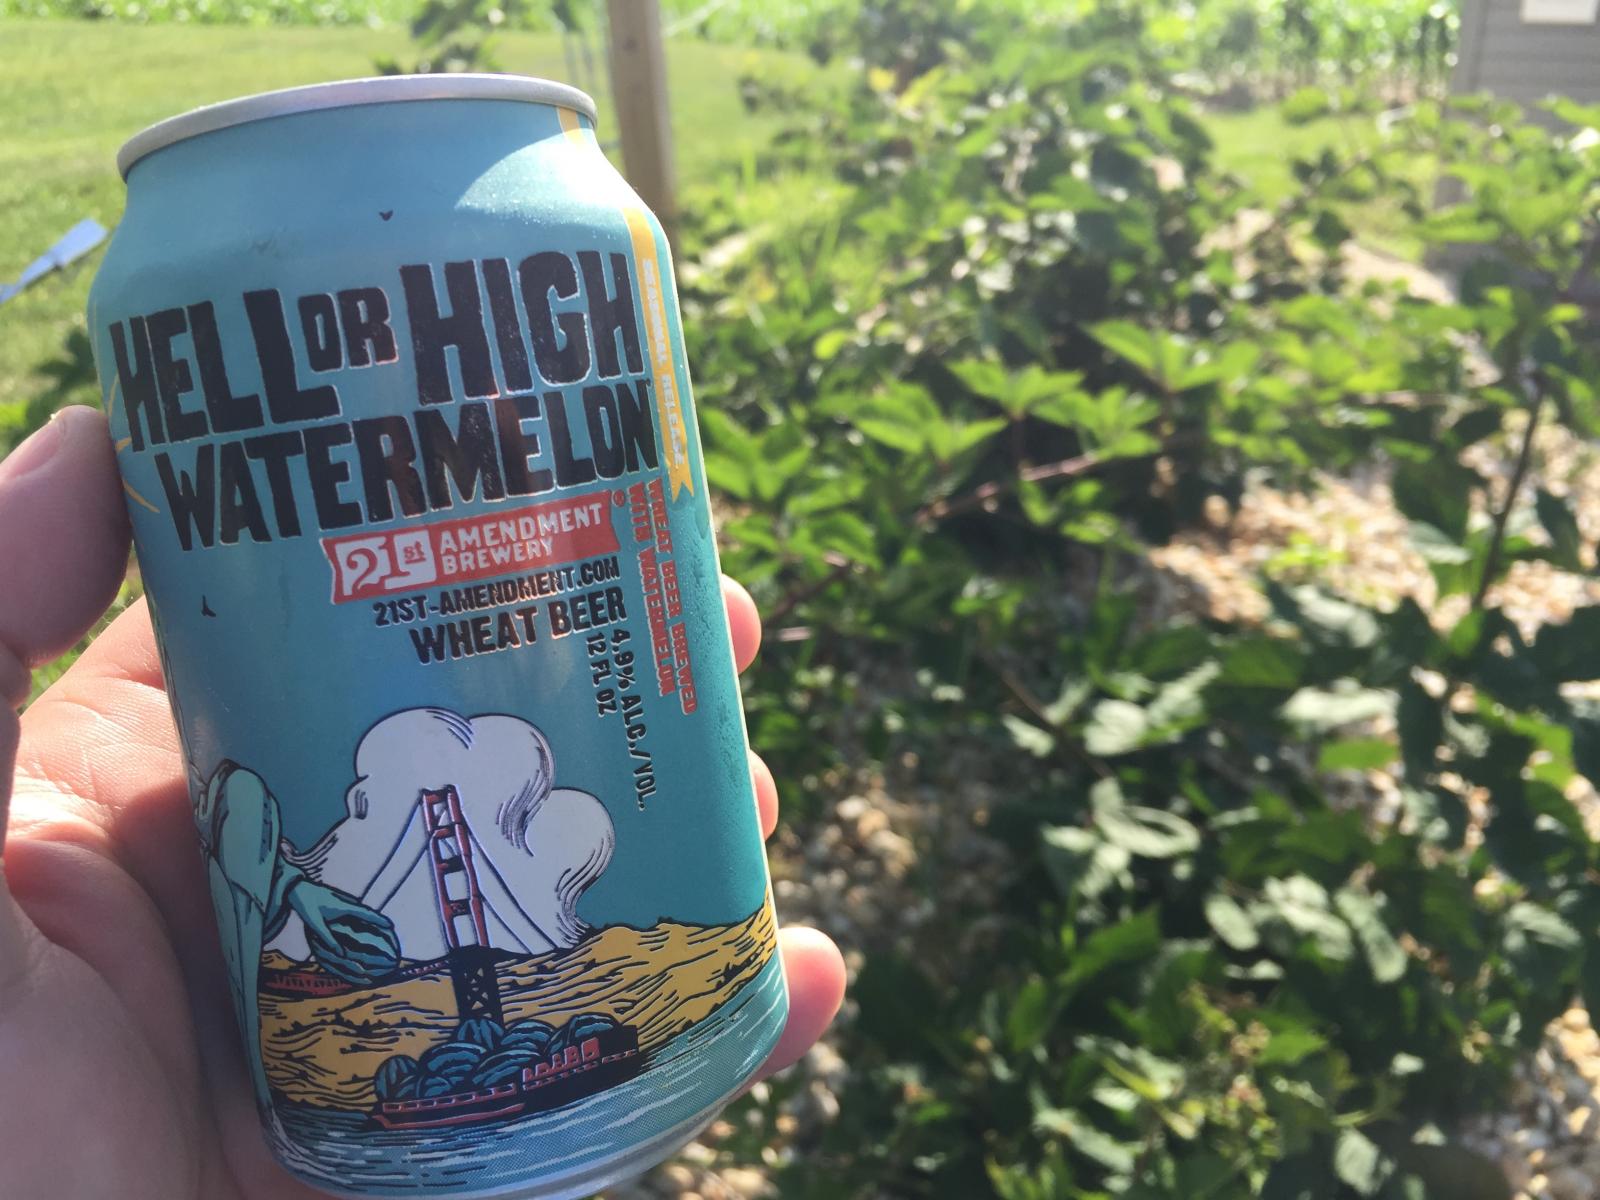 HELL OR HIGH
WATERMELON
21st AMENDMENT
BREWERY
21ST-AMENDMENT.COM
WHEAT BEER
SEASONAL RELEASE
WHEAT BEER BREWED
WITH WATERMELON
4.9% ALC./VOL.
12 FL OZ